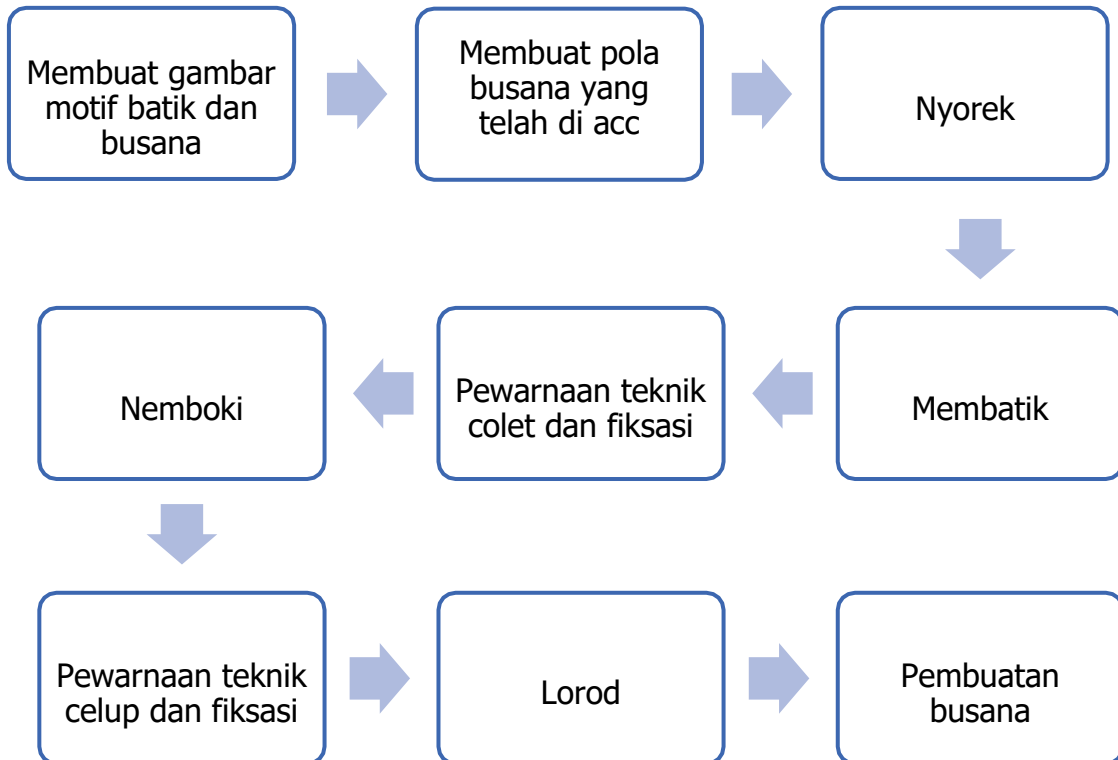 Membuat gambar
motif batik dan
busana
Membuat pola
busana yang
telah di acc
Nyorek
Membatik
Pewarnaan teknik
colet dan fiksasi
Nemboki
Pewarnaan teknik
celup dan fiksasi
Lorod
Pembuatan
busana